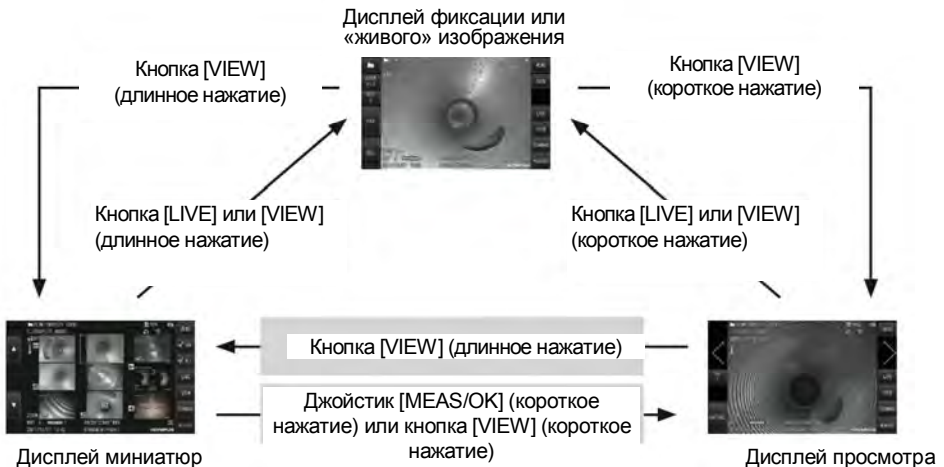 Дисплей фиксации или
«живого» изображения
Кнопка [VIEW]
(длинное нажатие)
Кнопка [VIEW]
(короткое нажатие)
Кнопка [LIVE] или [VIEW]
(длинное нажатие)
Кнопка [LIVE] или [VIEW]
(короткое нажатие)
Кнопка [VIEW] (длинное нажатие)
Джойстик [MEAS/OK] (короткое
нажатие) или кнопка [VIEW] (короткое
нажатие)
Дисплей миниатюр
Дисплей просмотра